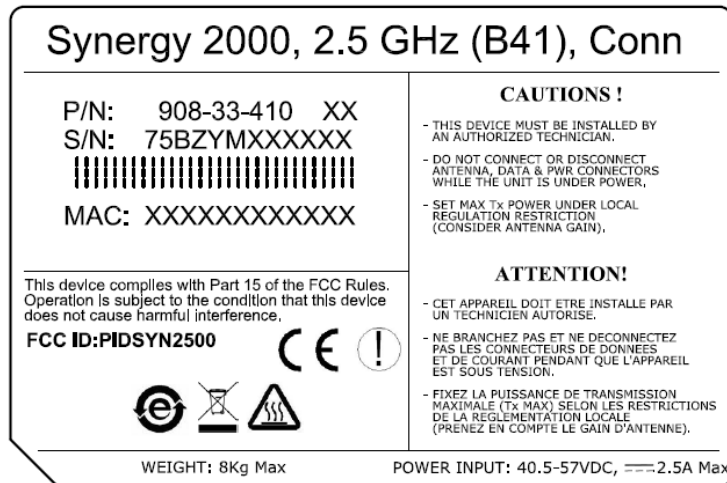 Synergy 2000, 2.5 GHz (B41), Conn
P/N: 908-33-410 XX
S/N: 75BZYMXXXXXX
MAC: XXXXXXXXXXXX
This device complies with Part 15 of the FCC Rules.
Operation is subject to the condition that this device
does not cause harmful interference.
FCC ID:PIDSYN2500
CE
CAUTIONS !
- THIS DEVICE MUST BE INSTALLED BY
AN AUTHORIZED TECHNICIAN.
- DO NOT CONNECT OR DISCONNECT
ANTENNA, DATA & PWR CONNECTORS
WHILE THE UNIT IS UNDER POWER.
- SET MAX Tx POWER UNDER LOCAL
REGULATION RESTRICTION
(CONSIDER ANTENNA GAIN).
ATTENTION!
- CET APPAREIL DOIT ETRE INSTALLE PAR
UN TECHNICIEN AUTORISE.
- NE BRANCHEZ PAS ET NE DECONNECTEZ
PAS LES CONNECTEURS DE DONNEES
ET DE COURANT PENDANT QUE L'APPAREIL
EST SOUS TENSION.
- FIXEZ LA PUISSANCE DE TRANSMISSION
MAXIMALE (Tx MAX) SELON LES RESTRICTIONS
DE LA REGLEMENTATION LOCALE
(PRENEZ EN COMPTE LE GAIN D'ANTENNE).
WEIGHT: 8Kg Max
POWER INPUT: 40.5-57VDC, 2.5A Max